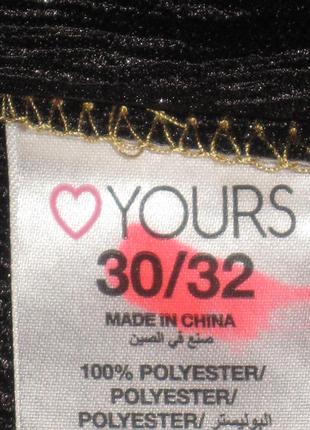 YOURS
30/32
MADE IN CHINA
صنع في الصين
100% POLYESTER/
POLYESTER/
POLYESTER/ البوليستر